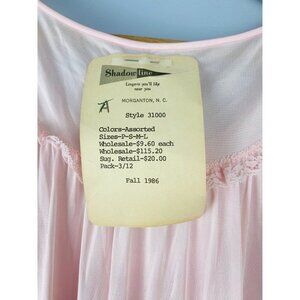 Shadowline
Lingerie you'll like
near you
A
MORGANTON, N. C.
Style 31000
Colors-Assorted
Sizes-P-S-M-L
Wholesale-$9.60 each
Wholesale-$115.20
Sug. Retail-$20.00
Pack-3/12
Fall 1986